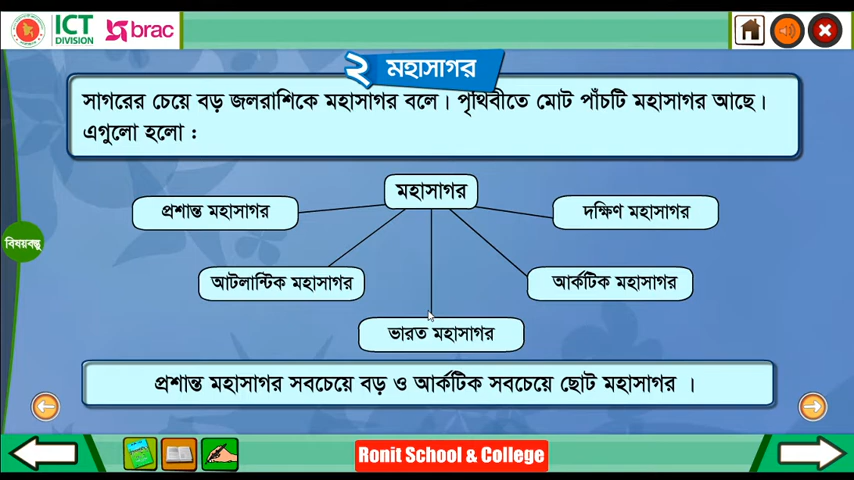 ICT
DIVISION
brac
২ মহাসাগর
সাগরের চেয়ে বড় জলরাশিকে মহাসাগর বলে। পৃথিবীতে মোট পাঁচটি মহাসাগর আছে।
এগুলো হলো :
মহাসাগর
প্রশান্ত মহাসাগর
দক্ষিণ মহাসাগর
বিষয়বস্তু
আটলান্টিক মহাসাগর
আর্কটিক মহাসাগর
ভারত মহাসাগর
প্রশান্ত মহাসাগর সবচেয়ে বড় ও আর্কটিক সবচেয়ে ছোট মহাসাগর ।
Ronit School & College